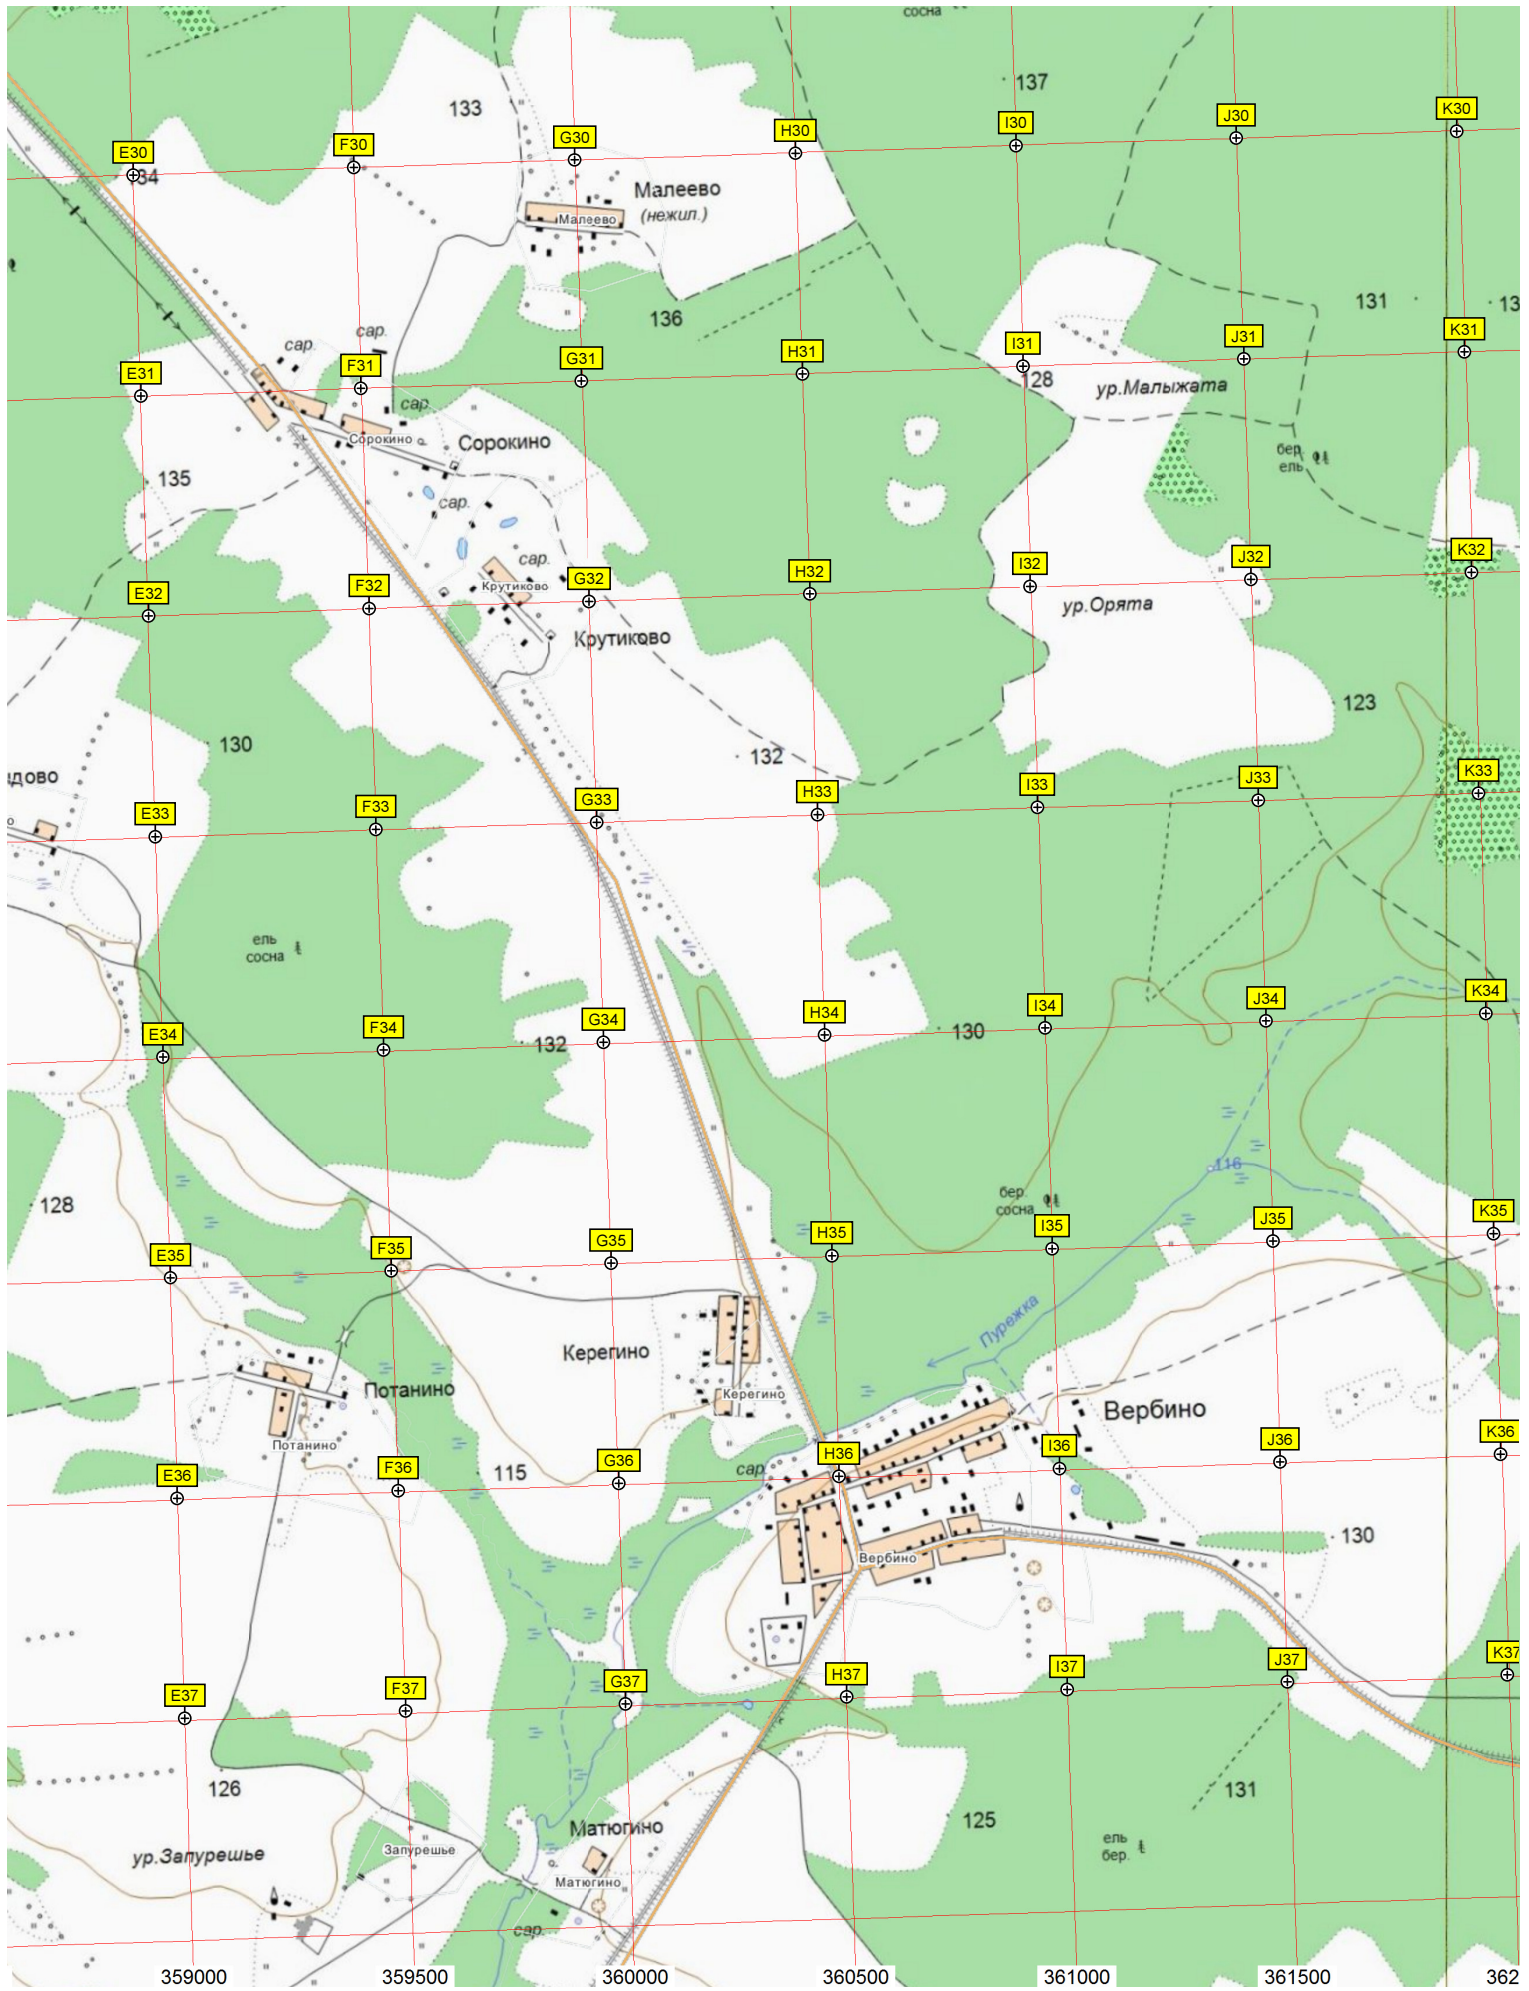 сосна
137
133
K30
J30
I30
H30
G30
F30
E30
134
Малеево
(нежил.)
Малеево
131
13
136
сар.
сар.
K31
J31
I31
H31
G31
F31
E31
128
ур.Малыжата
сар.
Сорокино
Сорокино
бер.
ель
135
сар.
сар.
K32
J32
I32
H32
G32
F32
E32
Крутиково
ур.Орята
Крутиково
123
130
132
K33
J33
I33
H33
G33
F33
E33
ель
сосна
K34
J34
I34
H34
G34
F34
E34
130
132
116
бер.
сосна
128
K35
J35
I35
H35
G35
F35
E35
Пурежка
Керегино
Потанино
Керегино
Вербино
Потанино
K36
J36
I36
H36
G36
F36
E36
сар.
115
130
Вербино
K37
J37
I37
H37
G37
F37
E37
126
131
125
Матюгино
ель
бер.
ур.Запурешье
Запурешье
Матюгино
сар.
359000
359500
360000
360500
361000
361500
362